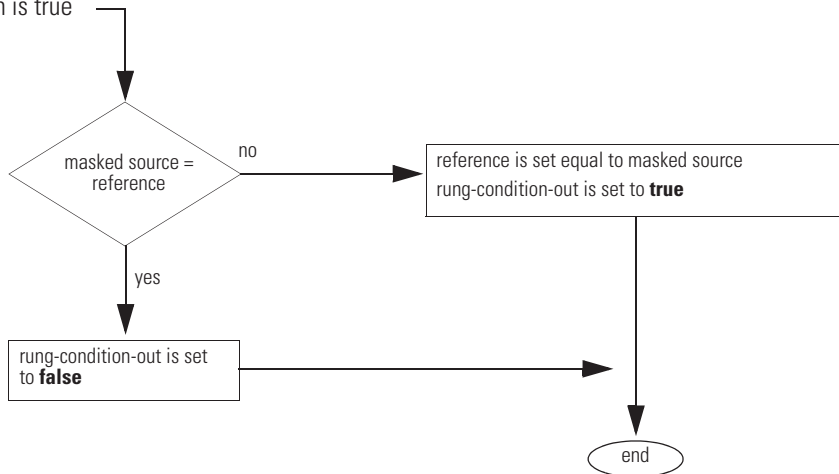 is true
masked source =
reference
no
reference is set equal to masked source
rung-condition-out is set to true
yes
rung-condition-out is set
to false
end